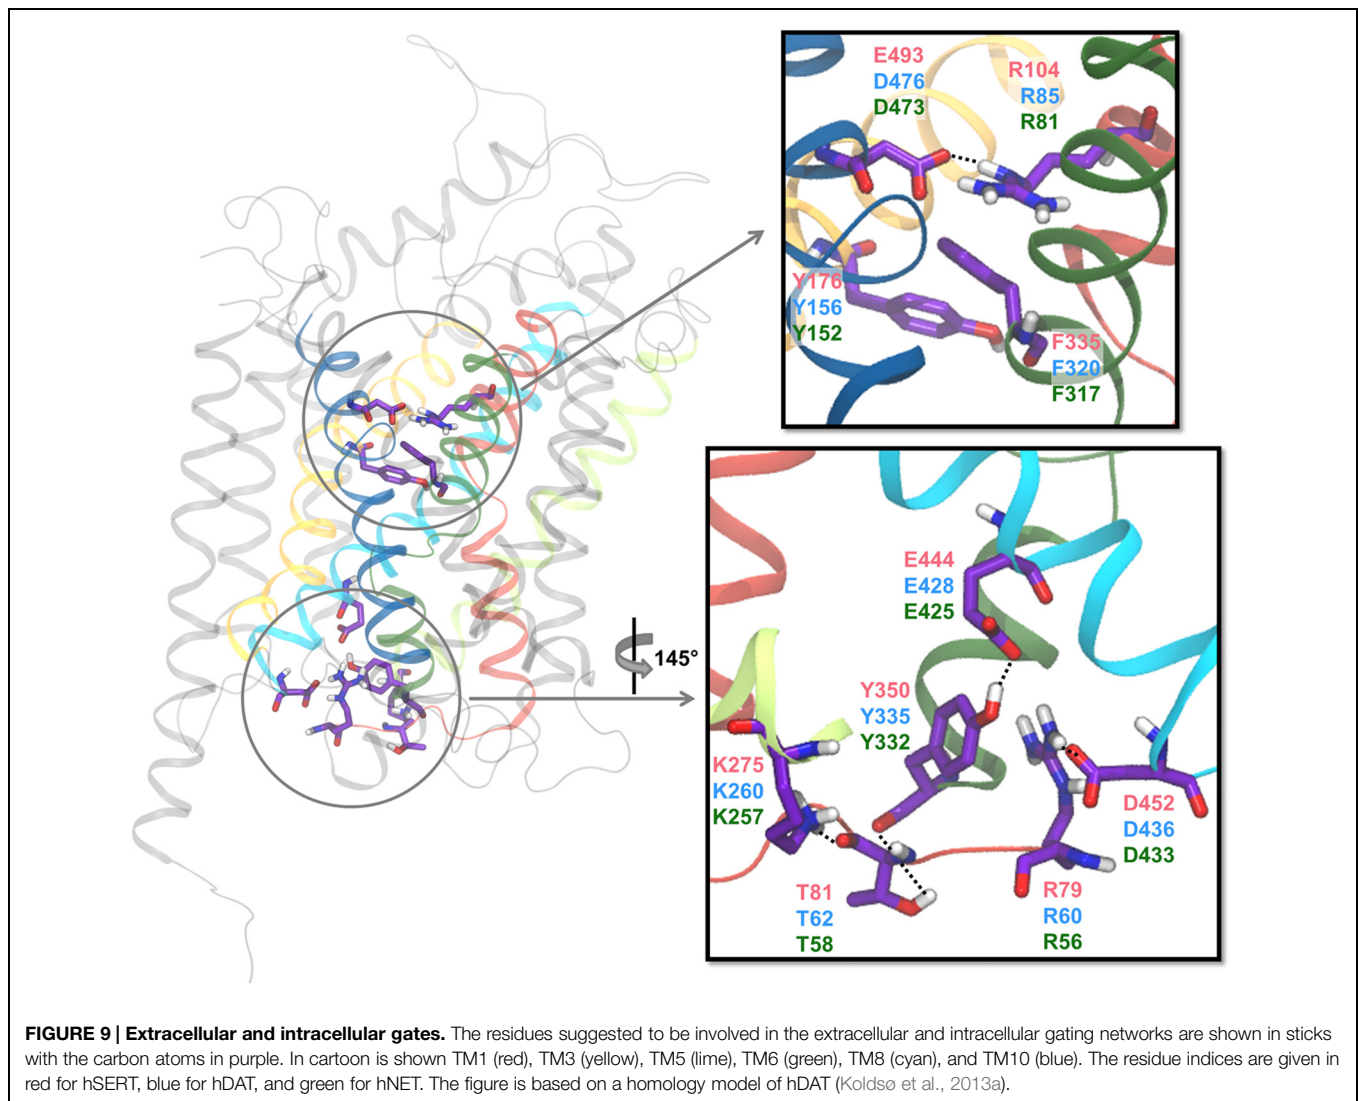 E493
D476
D473
R104
R85
R81
Y176
Y156
Y152
F335
F320
F317
145°
E444
E428
E425
Y350
Y335
Y332
K275
K260
K257
D452
D436
D433
T81
T62
T58
R79
R60
R56
FIGURE 9 | Extracellular and intracellular gates. The residues suggested to be involved in the extracellular and intracellular gating networks are shown in sticks
with the carbon atoms in purple. In cartoon is shown TM1 (red), TM3 (yellow), TM5 (lime), TM6 (green), TM8 (cyan), and TM10 (blue). The residue indices are given in
red for hSERT, blue for hDAT, and green for hNET. The figure is based on a homology model of hDAT (Koldsø et al., 2013a).